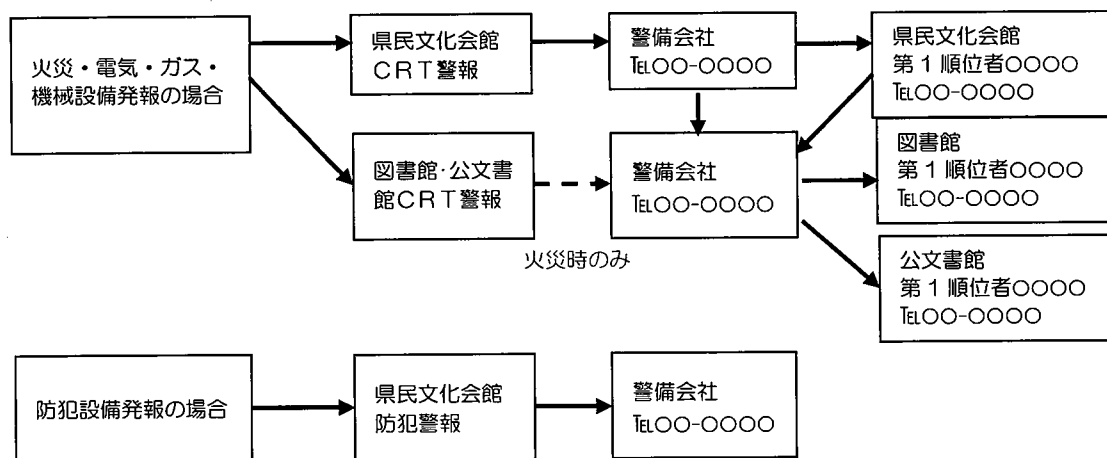 火災・電気・ガス・
機械設備発報の場合
県民文化会館
ＣＲＴ警報
警備会社
℡〇〇-〇〇〇〇
県民文化会館
第１順位者〇〇〇〇
℡〇〇-〇〇〇〇
図書館・公文書
館ＣＲＴ警報
火災時のみ
警備会社
℡〇〇-〇〇〇〇
図書館
第１順位者〇〇〇〇
℡〇〇-〇〇〇〇
公文書館
第１順位者〇〇〇〇
℡〇〇-〇〇〇〇
防犯設備発報の場合
県民文化会館
防犯警報
警備会社
℡〇〇-〇〇〇〇